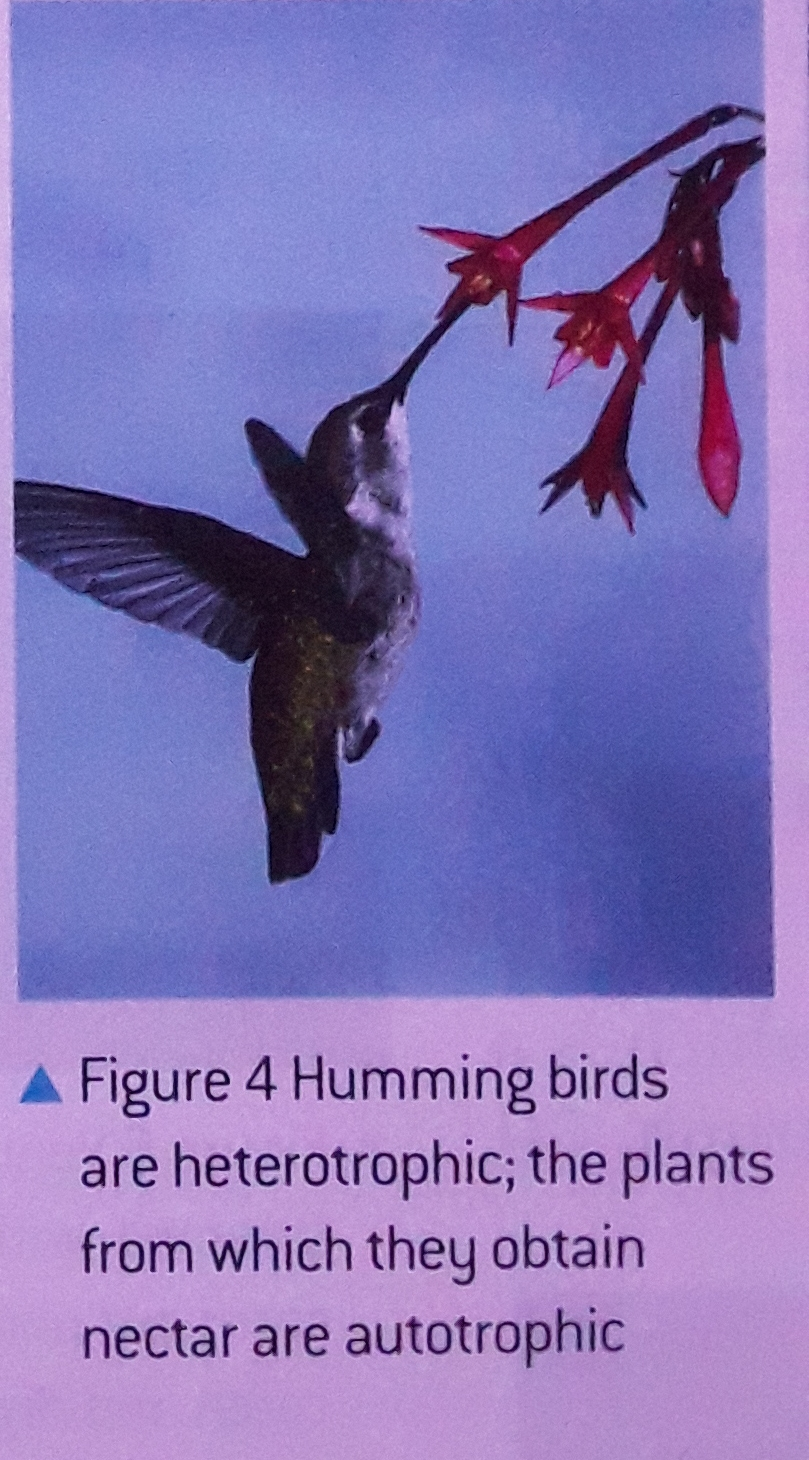 ▲ Figure 4 Humming birds
are heterotrophic; the plants
from which they obtain
nectar are autotrophic